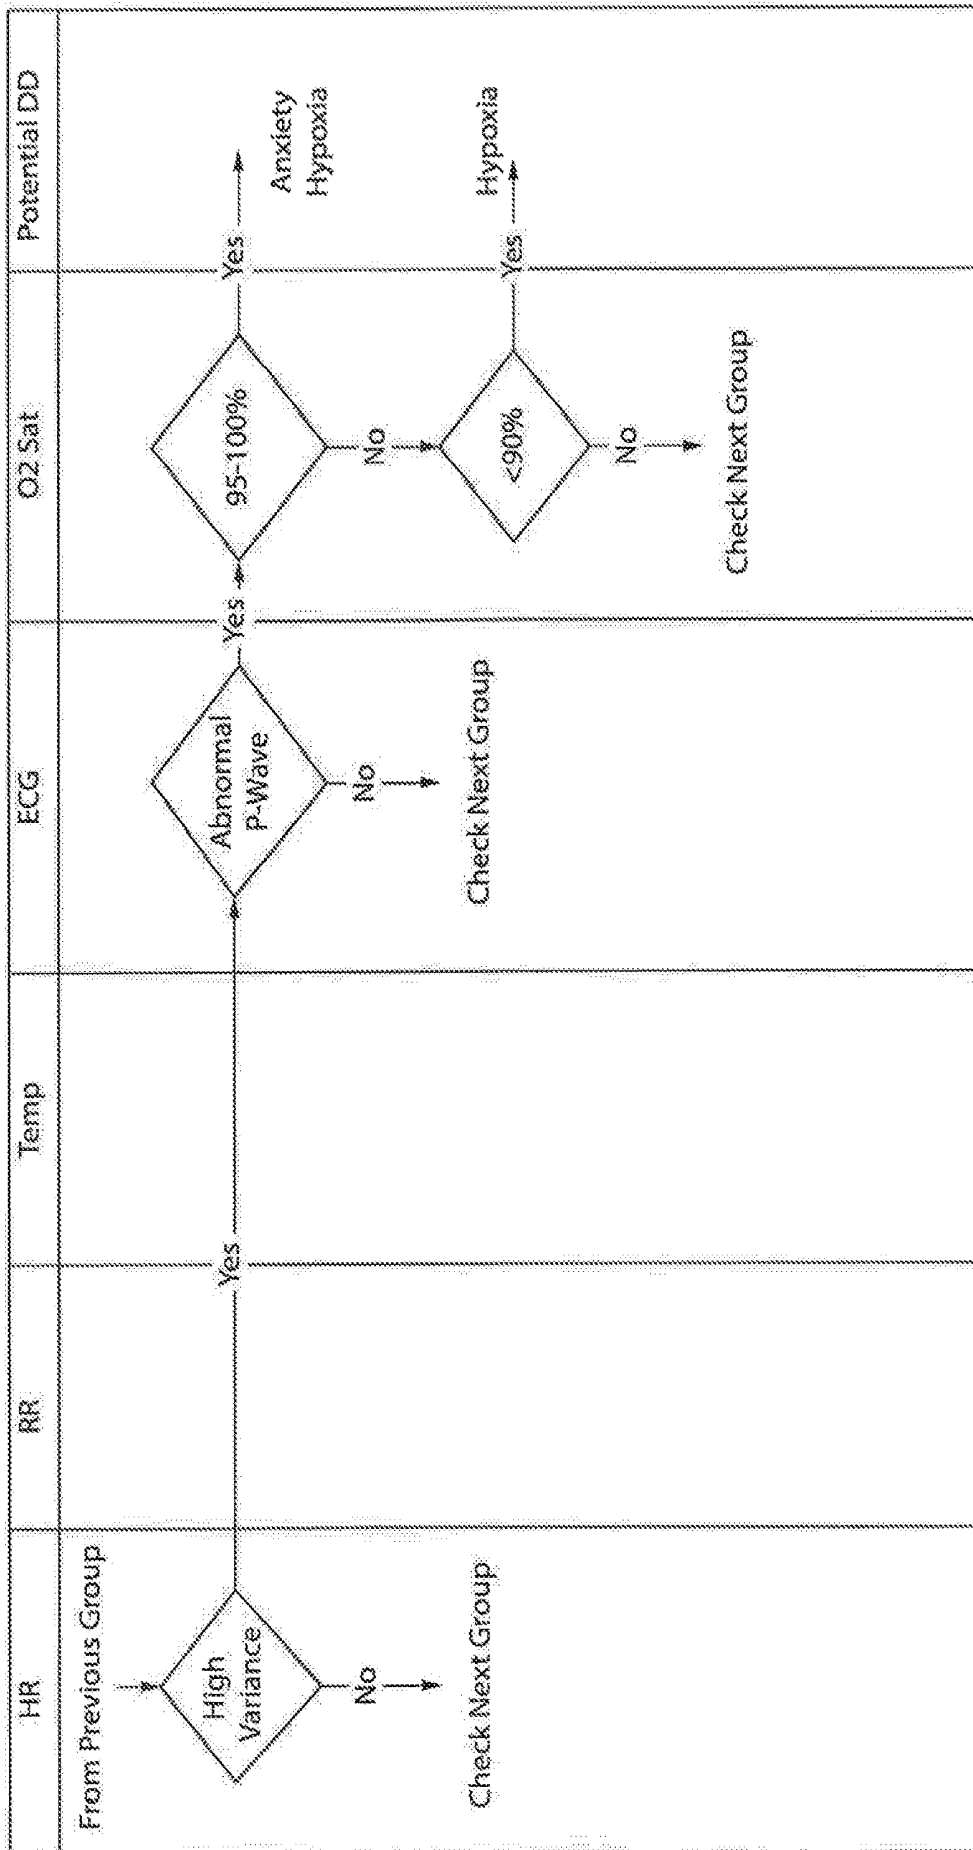 HR
RR
Temp
ECG
O2 Sat
Potential DD
From Previous Group
High
Variance
Yes
Abnormal
P-Wave
Yes
95-100%
Yes
Anxiety
Hypoxia
No
Check Next Group
No
Check Next Group
No
<90%
Yes
Hypoxia
No
Check Next Group